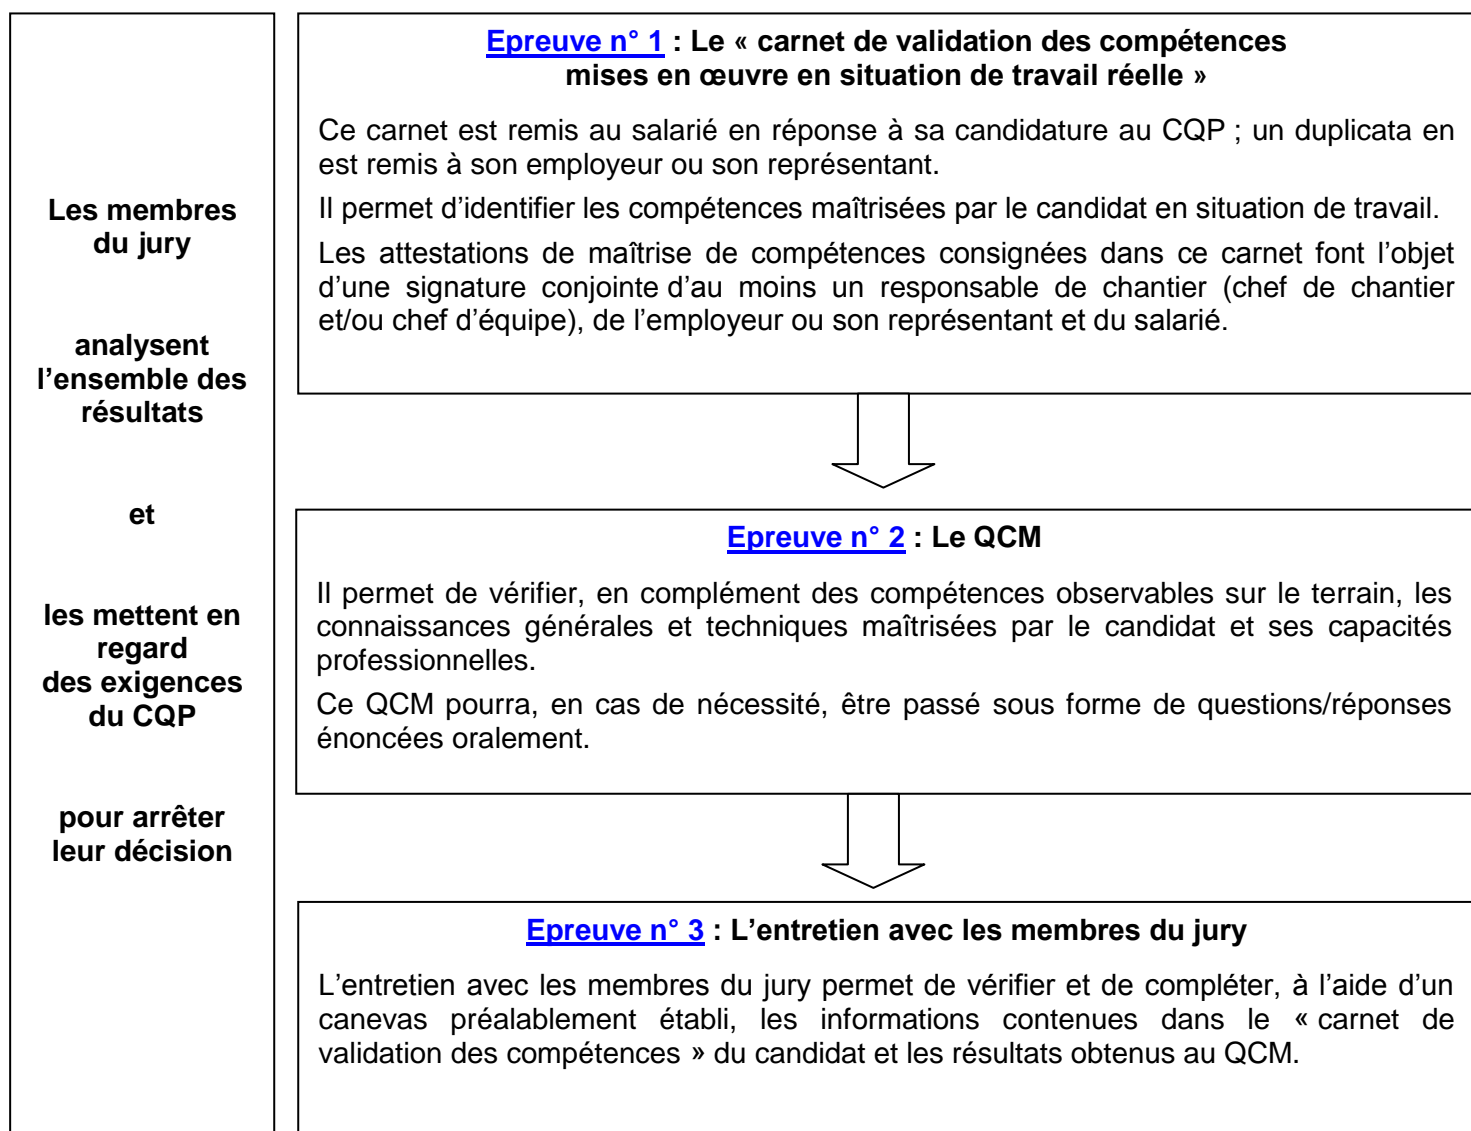 Les membres
du jury
analysent
l'ensemble des
résultats
et
les mettent en
regard
des exigences
du CQP
pour arrêter
leur décision
Epreuve n° 1 : Le « carnet de validation des compétences
mises en œuvre en situation de travail réelle »
Ce carnet est remis au salarié en réponse à sa candidature au CQP ; un duplicata en
est remis à son employeur ou son représentant.
Il permet d'identifier les compétences maîtrisées par le candidat en situation de travail.
Les attestations de maîtrise de compétences consignées dans ce carnet font l'objet
d'une signature conjointe d'au moins un responsable de chantier (chef de chantier
et/ou chef d'équipe), de l'employeur ou son représentant et du salarié.
Epreuve n° 2 : Le QCM
Il permet de vérifier, en complément des compétences observables sur le terrain, les
connaissances générales et techniques maîtrisées par le candidat et ses capacités
professionnelles.
Ce QCM pourra, en cas de nécessité, être passé sous forme de questions/réponses
énoncées oralement.
Epreuve n° 3 : L'entretien avec les membres du jury
L'entretien avec les membres du jury permet de vérifier et de compléter, à l'aide d'un
canevas préalablement établi, les informations contenues dans le « carnet de
validation des compétences » du candidat et les résultats obtenus au QCM.